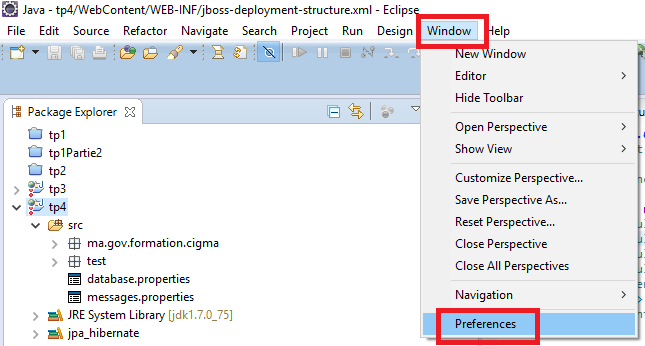 Java - tp4/WebContent/WEB-INF/jboss-deployment-structure.xml - Eclipse
File Edit Source Refactor Navigate Search Project Run Design Window Help
New Window
Editor
Hide Toolbar
Open Perspective
Show View
Customize Perspective...
Save Perspective As...
Reset Perspective...
Close Perspective
Close All Perspectives
Navigation
Preferences
Package Explorer
tp1
tp1Partie2
tp2
tp3
tp4
src
ma.gov.formation.cigma
test
database.properties
messages.properties
JRE System Library [jdk1.7.0_75]
jpa_hibernate